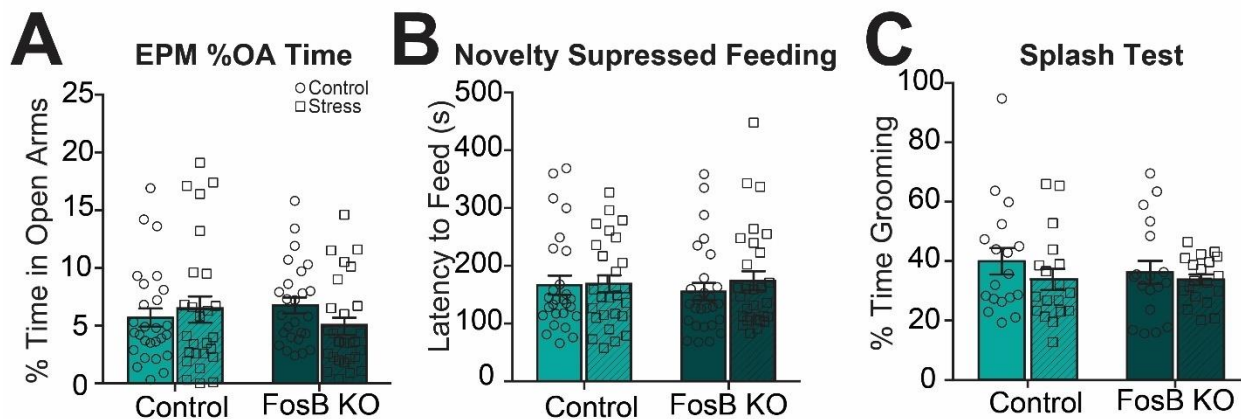 A
EPM %OA Time
% Time in Open Arms
25
20
15
10
5
0
Control
Stress
Control
FosB KO
B
Novelty Supressed Feeding
Latency to Feed (s)
500
400
300
200
100
0
Control
FosB KO
C
Splash Test
% Time Grooming
100
80
60
40
20
0
Control
FosB KO